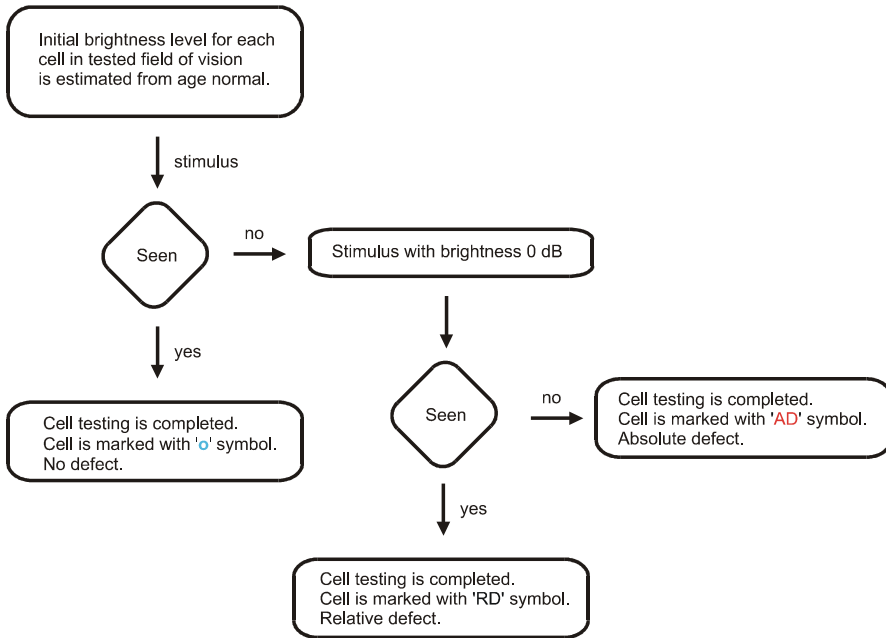 Initial brightness level for each
cell in tested field of vision
is estimated from age normal.
stimulus
Seen
no
Stimulus with brightness 0 dB
yes
Cell testing is completed.
Cell is marked with 'o' symbol.
No defect.
Seen
no
Cell testing is completed.
Cell is marked with 'AD' symbol.
Absolute defect.
yes
Cell testing is completed.
Cell is marked with 'RD' symbol.
Relative defect.